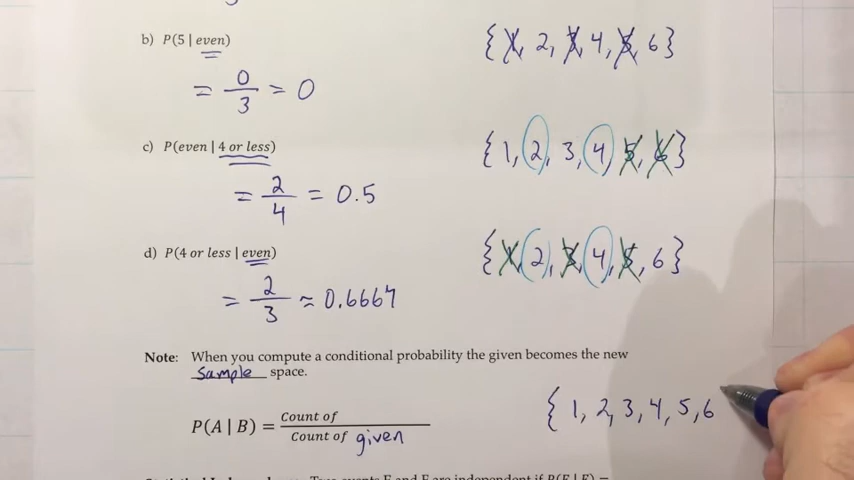 b) P(5 | even)
{1, 2, 3, 4, 5, 6}
= 0/3 = 0
c) P(even | 4 or less)
{1, 2, 3, 4, 5, 6}
= 2/4 = 0.5
d) P(4 or less | even)
{1, 2, 3, 4, 5, 6}
= 2/3 ≈ 0.6667
Note: When you compute a conditional probability the given becomes the new
sample space.
P(A | B) = Count of / Count of given
{1, 2, 3, 4, 5, 6